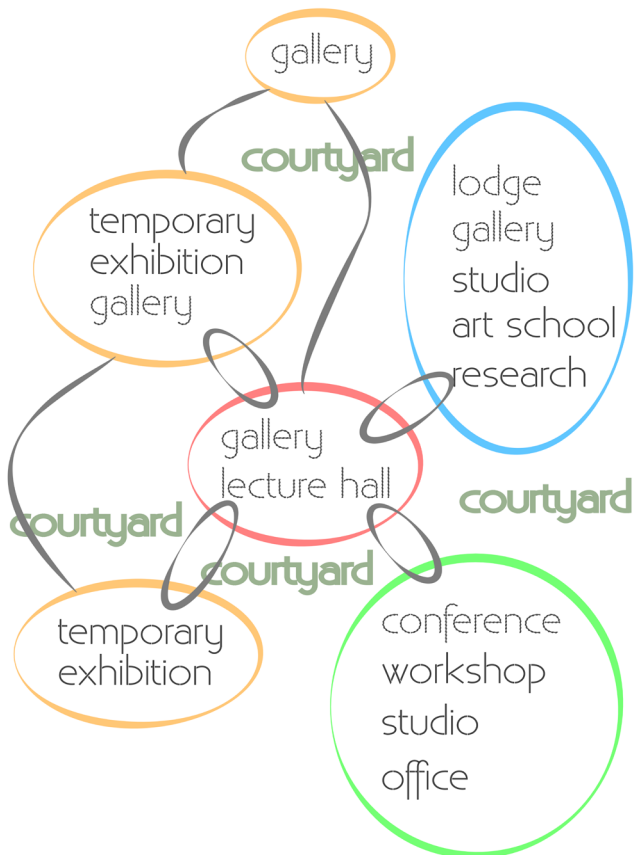 gallery
courtyard
temporary
exhibition
gallery
lodge
gallery
studio
art school
research
gallery
lecture hall
courtyard
courtyard
courtyard
temporary
exhibition
conference
workshop
studio
office